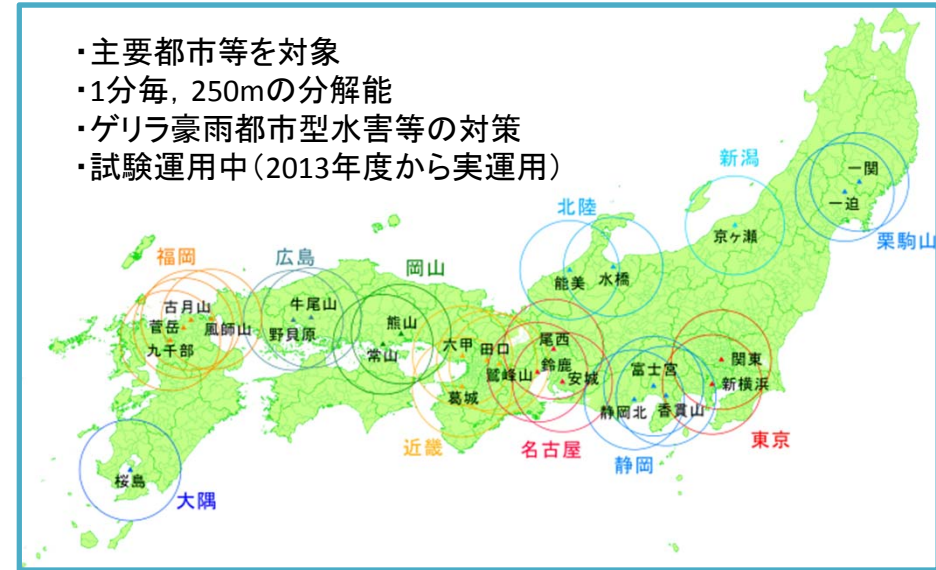 ・主要都市等を対象
・1分毎，250mの分解能
・ゲリラ豪雨都市型水害等の対策
・試験運用中（2013年度から実運用）
新潟
一関
一迫
栗駒山
京ヶ瀬
北陸
能美
水橋
福岡
古月山
菅岳
風師山
九千部
広島
牛尾山
野貝原
岡山
熊山
常山
六甲
田口
葛城
鷲峰山
近畿
尾西
鈴鹿
安城
名古屋
富士宮
静岡北
香貫山
静岡
関東
新横浜
東京
桜島
大隅